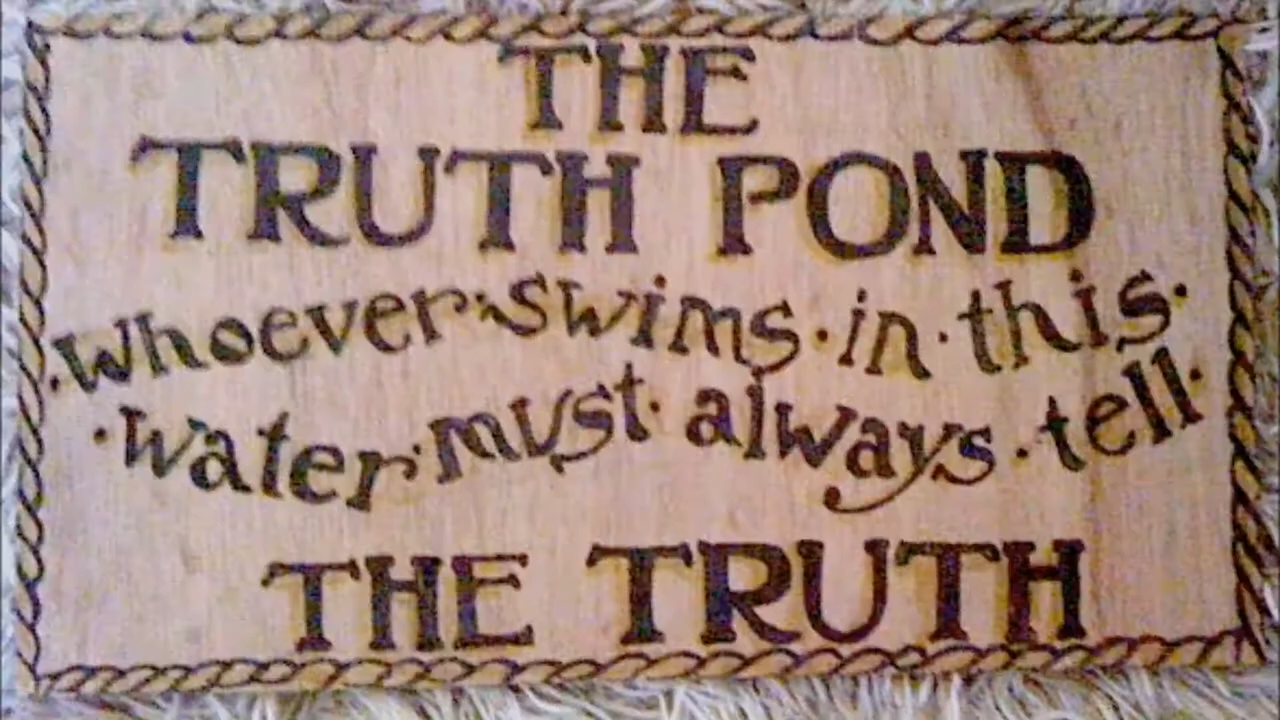 THE
TRUTH POND
·whoever·swims·in·this·
·water·must·always·tell·
THE TRUTH